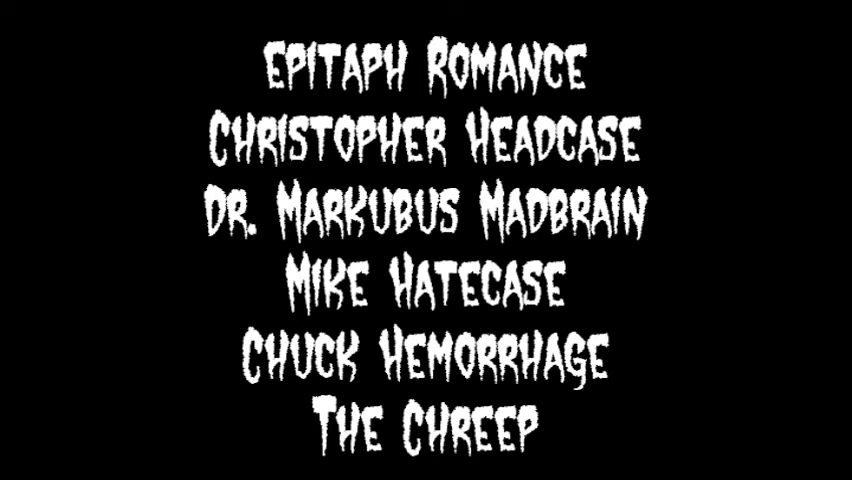 Epitaph Romance
Christopher Headcase
Dr. Markubus Madbrain
Mike Hatecase
Chuck Hemorrhage
The Chreep